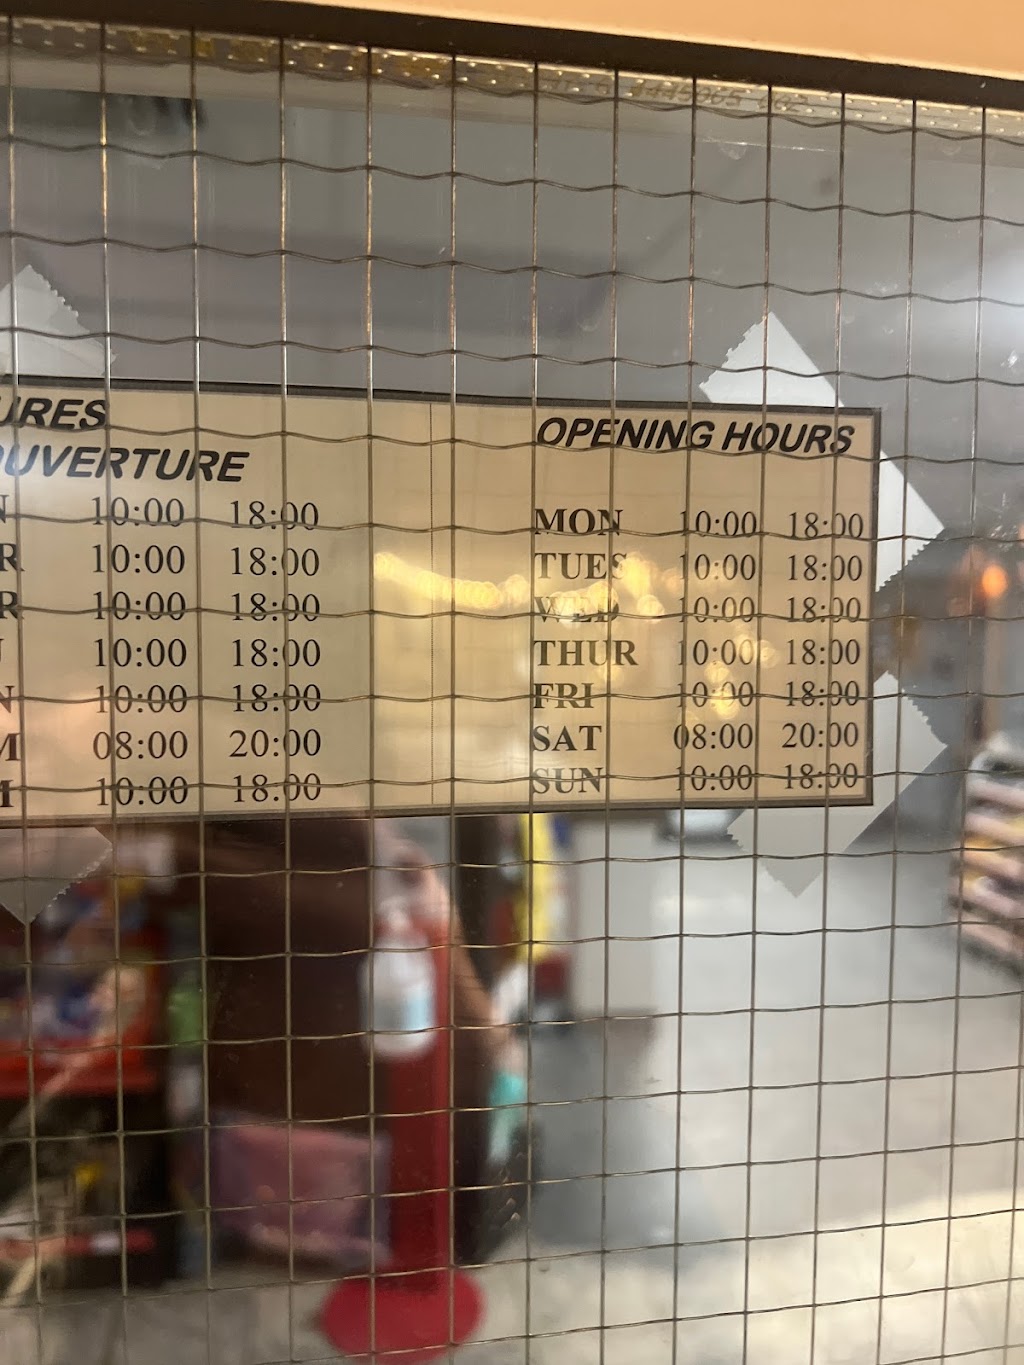 URES
OUVERTURE
N 10:00 18:00
R 10:00 18:00
R 10:00 18:00
10:00 18:00
N 10:00 18:00
M 08:00 20:00
M 10:00 18:00
OPENING HOURS
MON 10:00 18:00
TUES 10:00 18:00
WED 10:00 18:00
THUR 10:00 18:00
FRI 10:00 18:00
SAT 08:00 20:00
SUN 10:00 18:00